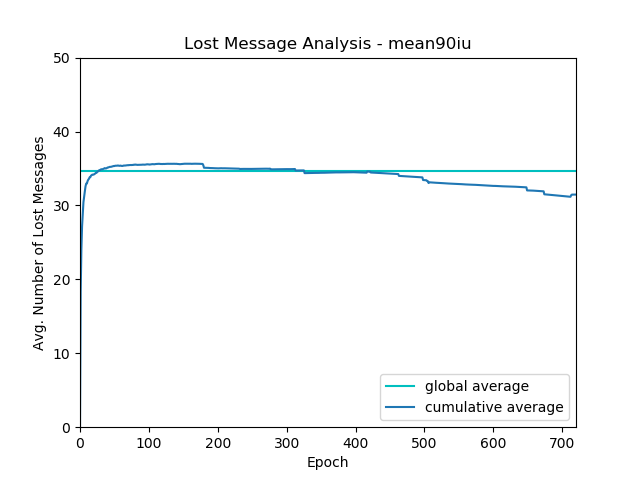 Lost Message Analysis - mean90iu
Avg. Number of Lost Messages
50
40
30
20
10
0
0 100 200 300 400 500 600 700
Epoch
global average
cumulative average